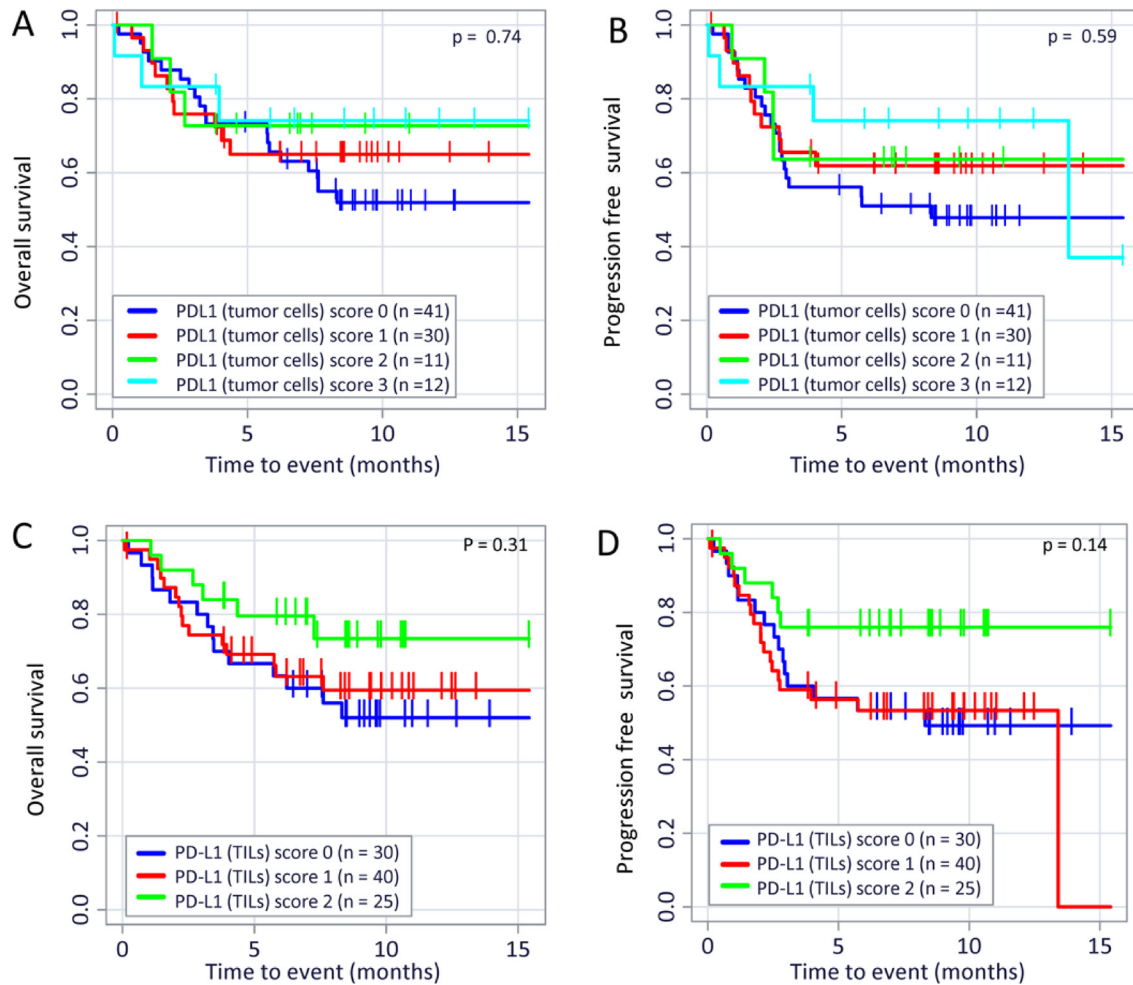 A
p = 0.74
Overall survival
1.0
0.8
0.6
0.4
0.2
0.0
PDL1 (tumor cells) score 0 (n =41)
PDL1 (tumor cells) score 1 (n =30)
PDL1 (tumor cells) score 2 (n =11)
PDL1 (tumor cells) score 3 (n =12)
0 5 10 15
Time to event (months)
B
p = 0.59
Progression free survival
1.0
0.8
0.6
0.4
0.2
0.0
PDL1 (tumor cells) score 0 (n =41)
PDL1 (tumor cells) score 1 (n =30)
PDL1 (tumor cells) score 2 (n =11)
PDL1 (tumor cells) score 3 (n =12)
0 5 10 15
Time to event (months)
C
P = 0.31
Overall survival
1.0
0.8
0.6
0.4
0.2
0.0
PD-L1 (TILs) score 0 (n = 30)
PD-L1 (TILs) score 1 (n = 40)
PD-L1 (TILs) score 2 (n = 25)
0 5 10 15
Time to event (months)
D
p = 0.14
Progression free survival
1.0
0.8
0.6
0.4
0.2
0.0
PD-L1 (TILs) score 0 (n = 30)
PD-L1 (TILs) score 1 (n = 40)
PD-L1 (TILs) score 2 (n = 25)
0 5 10 15
Time to event (months)